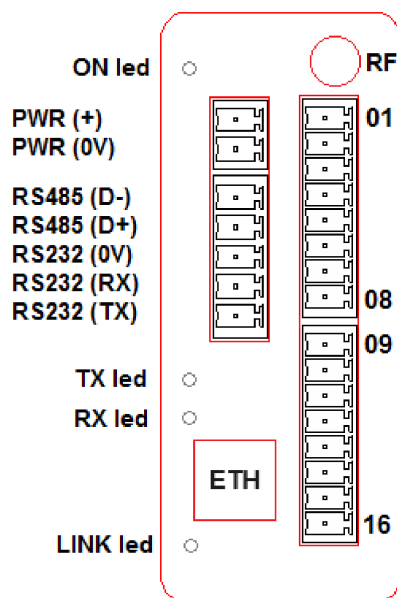 ON led
RF
PWR (+)
01
PWR (0V)
RS485 (D-)
RS485 (D+)
RS232 (0V)
RS232 (RX)
08
RS232 (TX)
09
TX led
RX led
ETH
16
LINK led